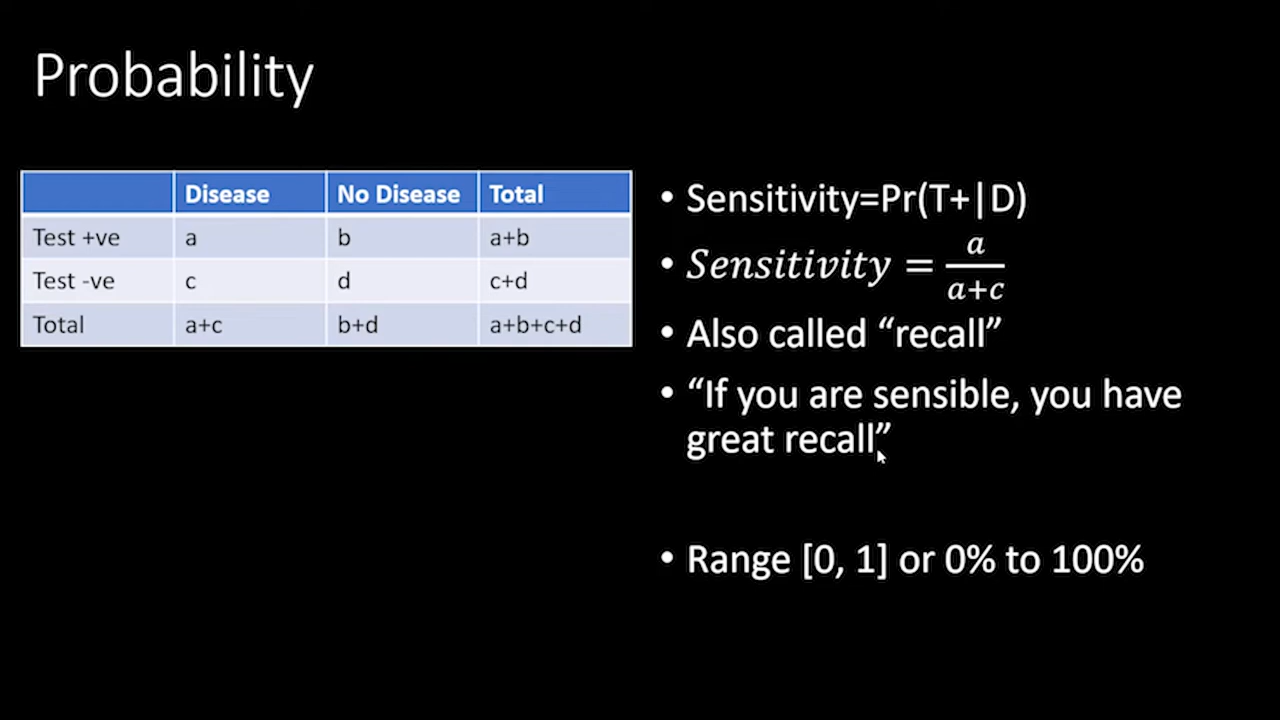 Probability
Disease No Disease Total
Test +ve a b a+b
Test -ve c d c+d
Total a+c b+d a+b+c+d
• Sensitivity=Pr(T+|D)
• Sensitivity = a/(a+c)
• Also called “recall”
• “If you are sensible, you have
great recall”
• Range [0, 1] or 0% to 100%